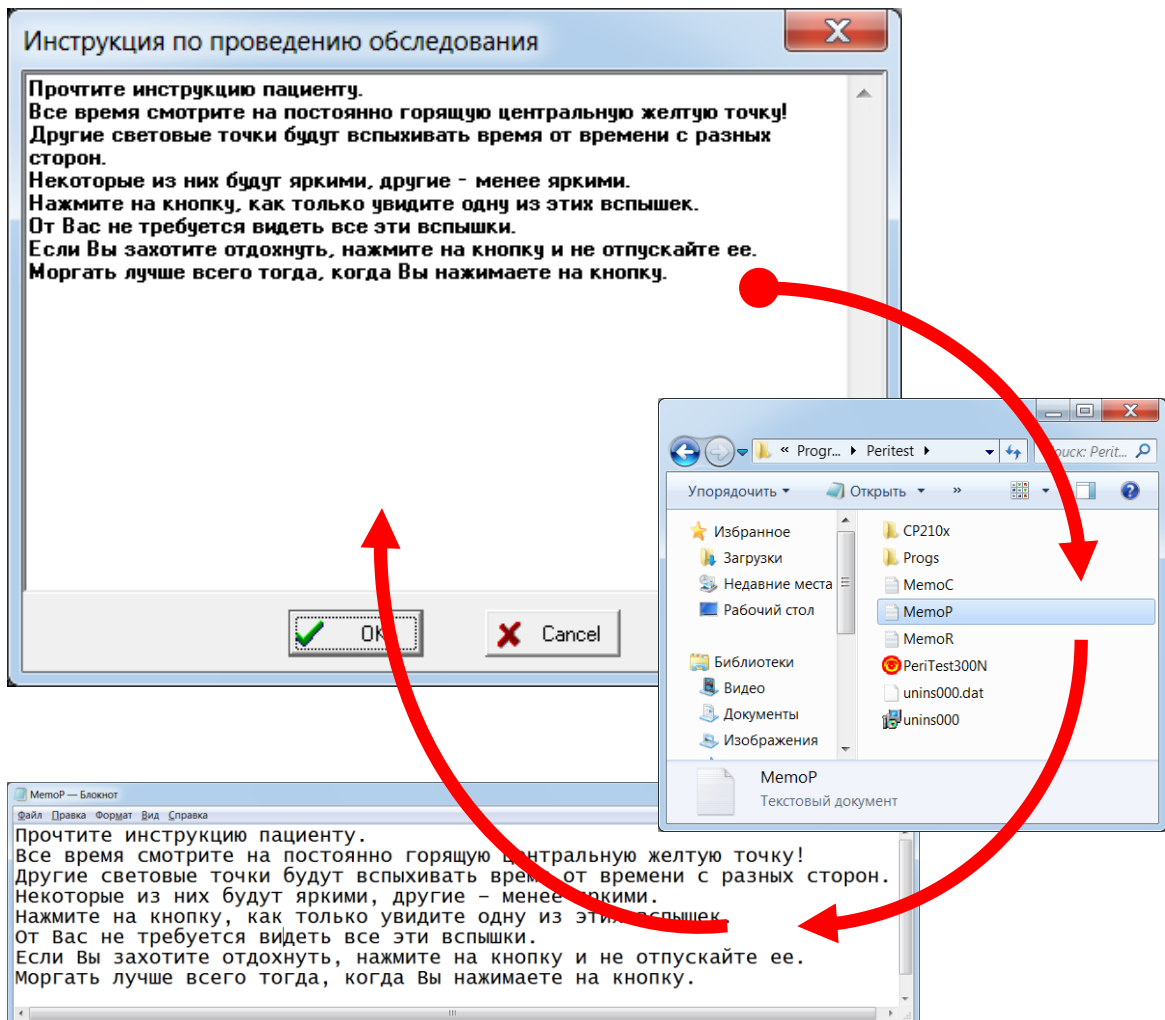 Инструкция по проведению обследования
Прочтите инструкцию пациенту.
Все время смотрите на постоянно горящую центральную желтую точку!
Другие световые точки будут вспыхивать время от времени с разных
сторон.
Некоторые из них будут яркими, другие - менее яркими.
Нажмите на кнопку, как только увидите одну из этих вспышек.
От Вас не требуется видеть все эти вспышки.
Если Вы захотите отдохнуть, нажмите на кнопку и не отпускайте ее.
Моргать лучше всего тогда, когда Вы нажимаете на кнопку.
OK
Cancel
« Progr... Peritest
Perit...
Упорядочить Открыть »
Избранное
Загрузки
Недавние места
Рабочий стол
Библиотеки
Видео
Документы
Изображения
CP210x
Progs
MemoC
MemoP
MemoR
PeriTest300N
unins000.dat
unins000
MemoP
Текстовый документ
MemoP — Блокнот
Файл Правка Формат Вид Справка
Прочтите инструкцию пациенту.
Все время смотрите на постоянно горящую центральную желтую точку!
Другие световые точки будут вспыхивать время от времени с разных сторон.
Некоторые из них будут яркими, другие – менее яркими.
Нажмите на кнопку, как только увидите одну из этих вспышек.
От Вас не требуется видеть все эти вспышки.
Если Вы захотите отдохнуть, нажмите на кнопку и не отпускайте ее.
Моргать лучше всего тогда, когда Вы нажимаете на кнопку.